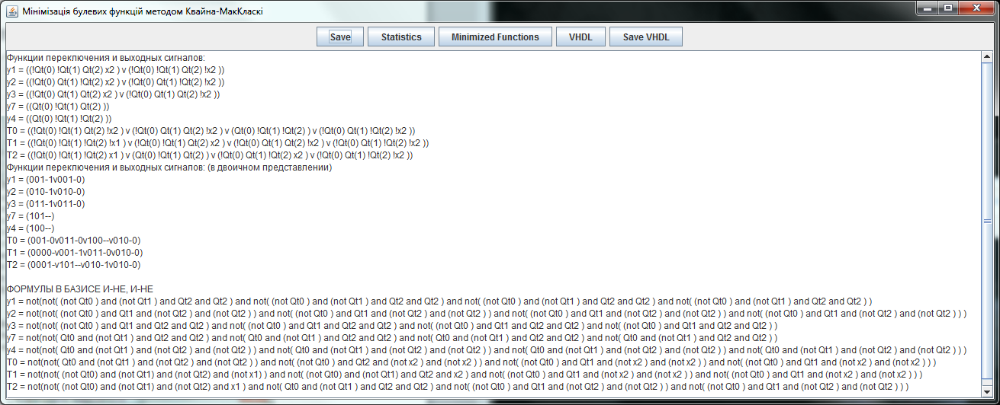 Мінімізація булевих функцій методом Квайна-МакКласкі
Save Statistics Minimized Functions VHDL Save VHDL
Функции переключения и выходных сигналов:
y1 = ((!Qt(0) !Qt(1) Qt(2) x2 ) v (!Qt(0) !Qt(1) Qt(2) !x2 ))
y2 = ((!Qt(0) Qt(1) !Qt(2) x2 ) v (!Qt(0) Qt(1) !Qt(2) !x2 ))
y3 = ((!Qt(0) Qt(1) Qt(2) x2 ) v (!Qt(0) Qt(1) Qt(2) !x2 ))
y7 = ((Qt(0) !Qt(1) Qt(2) ))
y4 = ((Qt(0) !Qt(1) !Qt(2) ))
T0 = ((!Qt(0) !Qt(1) Qt(2) !x2 ) v (!Qt(0) Qt(1) Qt(2) !x2 ) v (Qt(0) !Qt(1) !Qt(2) ) v (!Qt(0) Qt(1) !Qt(2) !x2 ))
T1 = ((!Qt(0) !Qt(1) !Qt(2) !x1 ) v (!Qt(0) !Qt(1) Qt(2) x2 ) v (!Qt(0) Qt(1) Qt(2) !x2 ) v (!Qt(0) Qt(1) !Qt(2) !x2 ))
T2 = ((!Qt(0) !Qt(1) !Qt(2) x1 ) v (Qt(0) !Qt(1) Qt(2) ) v (!Qt(0) Qt(1) !Qt(2) x2 ) v (!Qt(0) Qt(1) !Qt(2) !x2 ))
Функции переключения и выходных сигналов: (в двоичном представлении)
y1 = (001-1v001-0)
y2 = (010-1v010-0)
y3 = (011-1v011-0)
y7 = (101--)
y4 = (100--)
T0 = (001-0v011-0v100--v010-0)
T1 = (0000-v001-1v011-0v010-0)
T2 = (0001-v101--v010-1v010-0)
ФОРМУЛЫ В БАЗИСЕ И-НЕ, И-НЕ
y1 = not(not( (not Qt0 ) and (not Qt1 ) and Qt2 and Qt2 ) and not( (not Qt0 ) and (not Qt1 ) and Qt2 and Qt2 ) and not( (not Qt0 ) and (not Qt1 ) and Qt2 and Qt2 ) and not( (not Qt0 ) and (not Qt1 ) and Qt2 and Qt2 ) )
y2 = not(not( (not Qt0 ) and Qt1 and (not Qt2 ) and (not Qt2 ) ) and not( (not Qt0 ) and Qt1 and (not Qt2 ) and (not Qt2 ) ) and not( (not Qt0 ) and Qt1 and (not Qt2 ) and (not Qt2 ) ) and not( (not Qt0 ) and Qt1 and (not Qt2 ) and (not Qt2 ) ) )
y3 = not(not( (not Qt0 ) and Qt1 and Qt2 and Qt2 ) and not( (not Qt0 ) and Qt1 and Qt2 and Qt2 ) and not( (not Qt0 ) and Qt1 and Qt2 and Qt2 ) and not( (not Qt0 ) and Qt1 and Qt2 and Qt2 ) )
y7 = not(not( Qt0 and (not Qt1 ) and Qt2 and Qt2 ) and not( Qt0 and (not Qt1 ) and Qt2 and Qt2 ) and not( Qt0 and (not Qt1 ) and Qt2 and Qt2 ) and not( Qt0 and (not Qt1 ) and Qt2 and Qt2 ) )
y4 = not(not( Qt0 and (not Qt1 ) and (not Qt2 ) and (not Qt2 ) ) and not( Qt0 and (not Qt1 ) and (not Qt2 ) and (not Qt2 ) ) and not( Qt0 and (not Qt1 ) and (not Qt2 ) and (not Qt2 ) ) and not( Qt0 and (not Qt1 ) and (not Qt2 ) and (not Qt2 ) ) )
T0 = not(not( Qt0 and (not Qt1 ) and (not Qt2 ) and (not Qt2 ) ) and not( (not Qt0 ) and Qt2 and (not x2 ) and (not x2 ) ) and not( (not Qt0 ) and Qt1 and (not x2 ) and (not x2 ) ) and not( (not Qt0 ) and Qt1 and (not x2 ) and (not x2 ) ) )
T1 = not(not( (not Qt0) and (not Qt1) and (not Qt2) and (not x1) ) and not( (not Qt0) and (not Qt1) and Qt2 and x2 ) and not( (not Qt0 ) and Qt1 and (not x2 ) and (not x2 ) ) and not( (not Qt0 ) and Qt1 and (not x2 ) and (not x2 ) ) )
T2 = not(not( (not Qt0) and (not Qt1) and (not Qt2) and x1 ) and not( Qt0 and (not Qt1 ) and Qt2 and Qt2 ) and not( (not Qt0 ) and Qt1 and (not Qt2 ) and (not Qt2 ) ) and not( (not Qt0 ) and Qt1 and (not Qt2 ) and (not Qt2 ) ) )